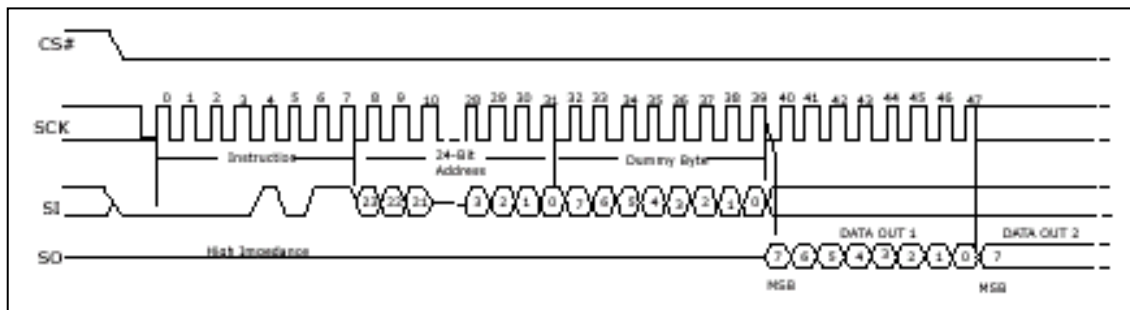 CS#
0 1 2 3 4 5 6 7 8 9 10 28 29 30 31 32 33 34 35 36 37 38 39 40 41 42 43 44 45 46 47
SCK
Instruction 24-Bit Address Dummy Byte
SI
23 22 21 3 2 1 0 7 6 5 4 3 2 1 0
DATA OUT 1 DATA OUT 2
High Impedance
SO
7 6 5 4 3 2 1 0 7
MSB MSB